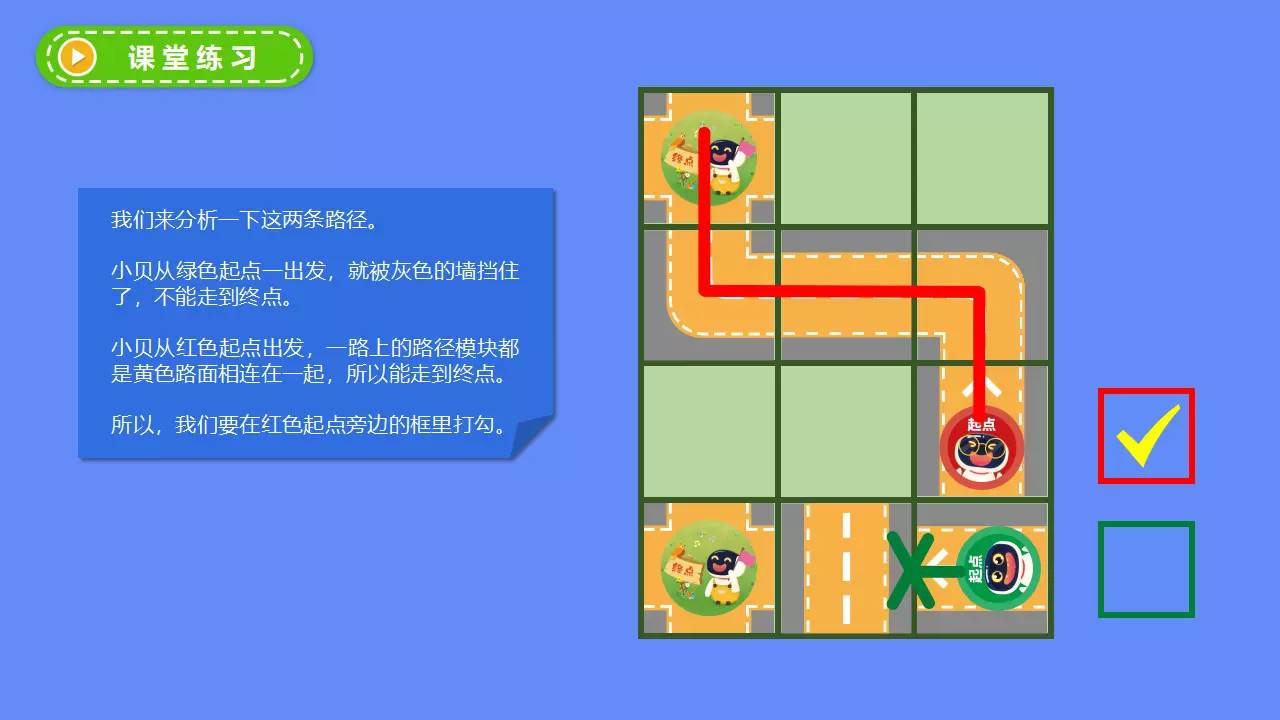 课堂练习
我们来分析一下这两条路径。
小贝从绿色起点一出发，就被灰色的墙挡住
了，不能走到终点。
小贝从红色起点出发，一路上的路径模块都
是黄色路面相连在一起，所以能走到终点。
所以，我们要在红色起点旁边的框里打勾。
终点
起点
终点
起点